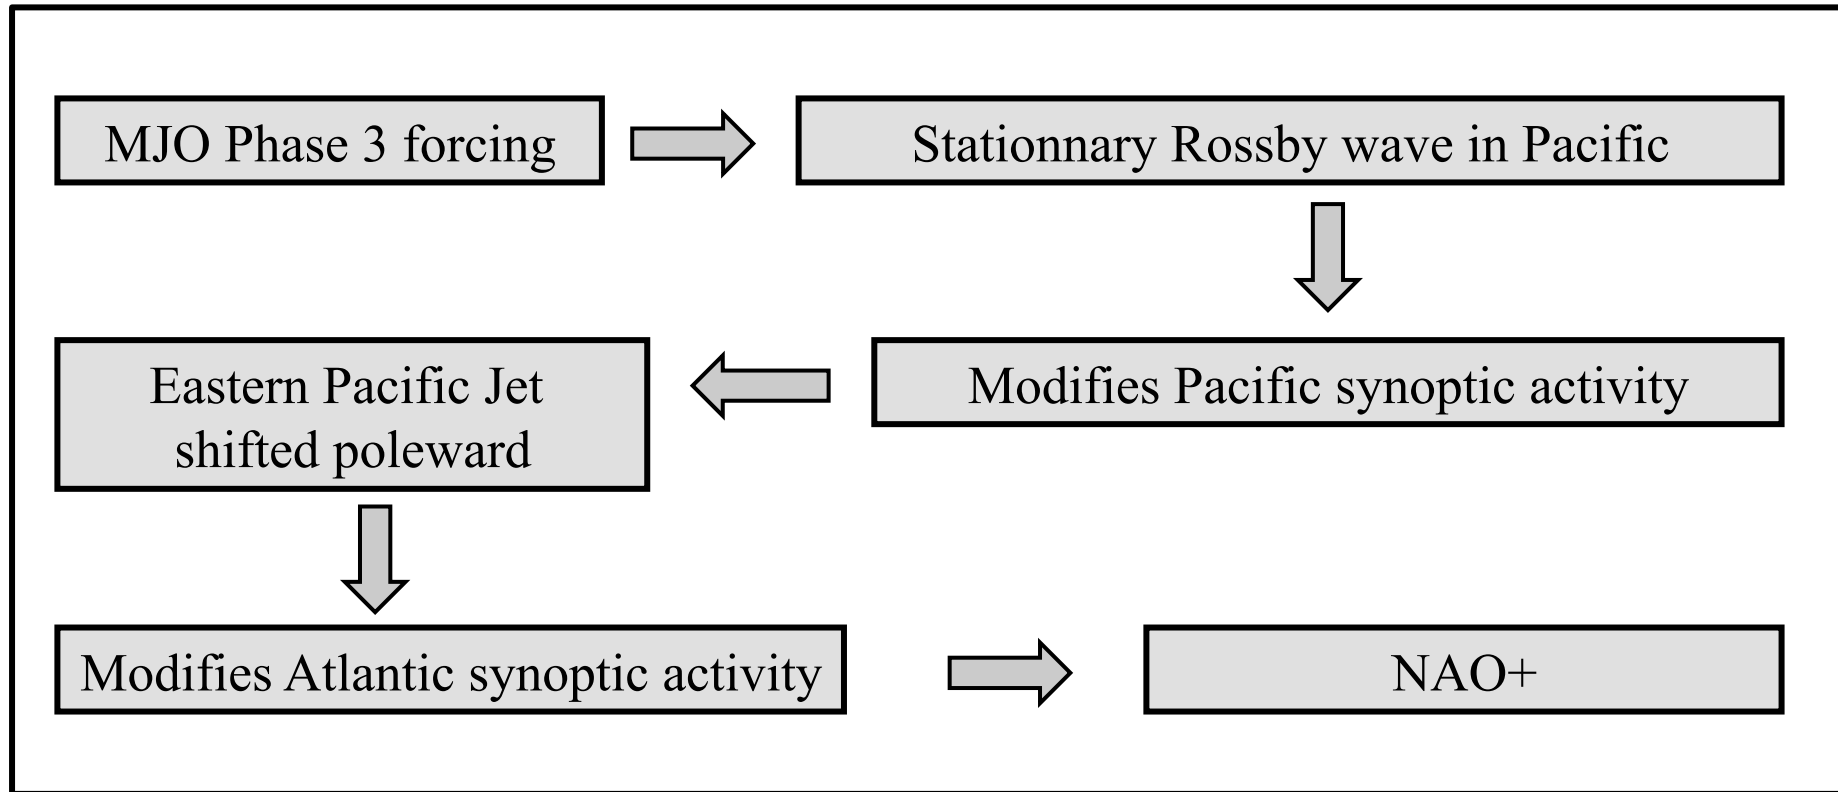 MJO Phase 3 forcing
Stationnary Rossby wave in Pacific
Modifies Pacific synoptic activity
Eastern Pacific Jet
shifted poleward
Modifies Atlantic synoptic activity
NAO+